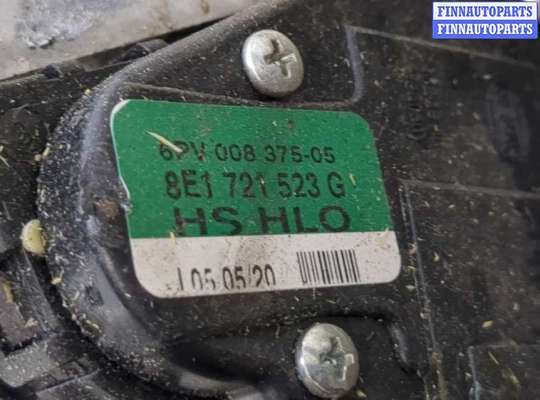 FINNAUTOPARTS
FINNAUTOPARTS
6PV 008 375-05
8E1 721 523 G
HS HLO
05 05/20